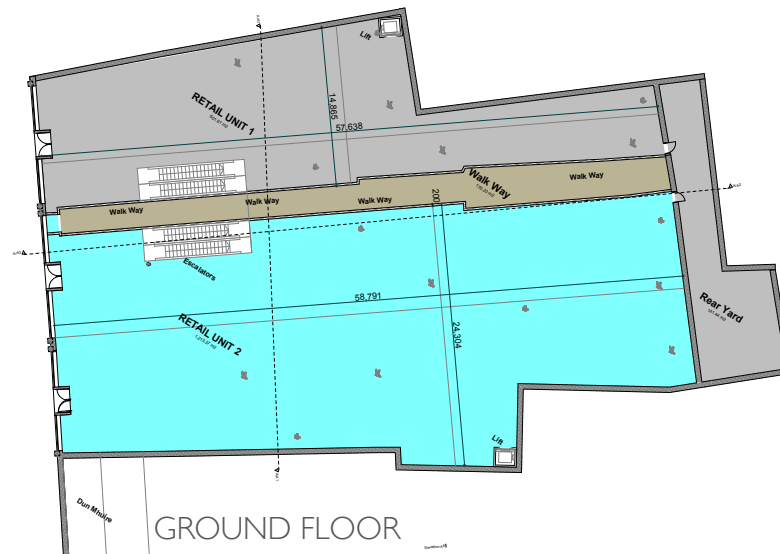 Lift
RETAIL UNIT 1
14,865
57,638
Walk Way
Walk Way
Walk Way
Walk Way
Walk Way
200
Escalators
58,791
24,304
RETAIL UNIT 2
Rear Yard
Lift
Dun Mhuire
GROUND FLOOR